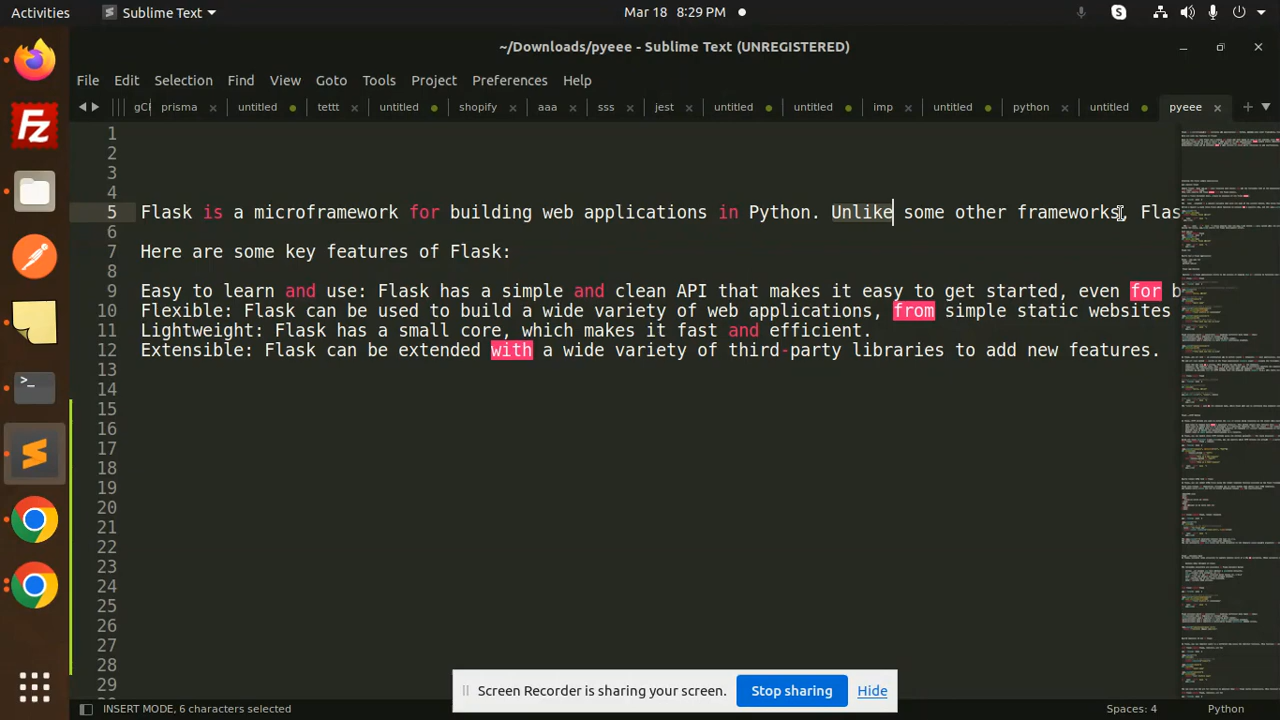 Activities Sublime Text Mar 18 8:29 PM
~/Downloads/pyeee - Sublime Text (UNREGISTERED)
File Edit Selection Find View Goto Tools Project Preferences Help
gCl prisma untitled tettt untitled shopify aaa sss jest untitled untitled imp untitled python untitled pyeee
1
2
3
4
5 Flask is a microframework for building web applications in Python. Unlike some other frameworks, Flas
6
7 Here are some key features of Flask:
8
9 Easy to learn and use: Flask has a simple and clean API that makes it easy to get started, even for b
10 Flexible: Flask can be used to build a wide variety of web applications, from simple static websites
11 Lightweight: Flask has a small core, which makes it fast and efficient.
12 Extensible: Flask can be extended with a wide variety of third-party libraries to add new features.
13
14
15
16
17
18
19
20
21
22
23
24
25
26
27
28
29
Screen Recorder is sharing your screen. Stop sharing Hide
INSERT MODE, 6 characters selected Spaces: 4 Python